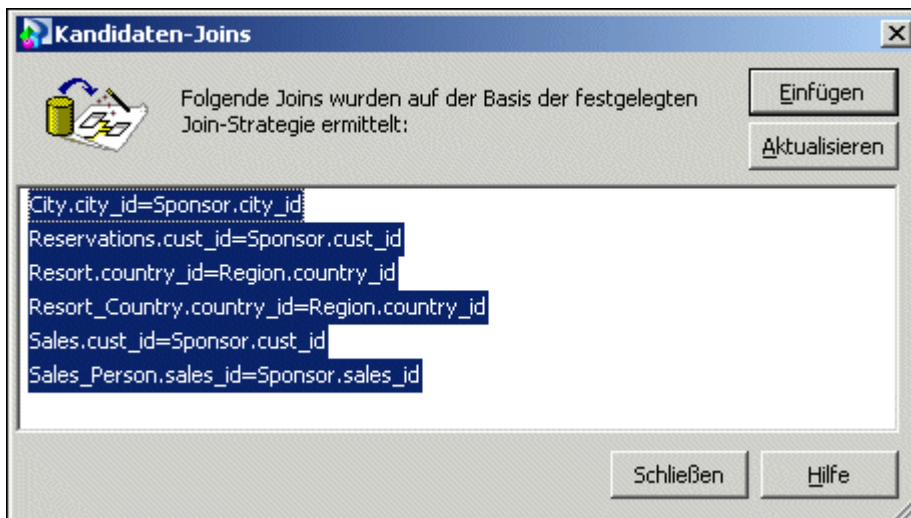 Kandidaten-Joins
Folgende Joins wurden auf der Basis der festgelegten
Join-Strategie ermittelt:
Einfügen
Aktualisieren
City.city_id=Sponsor.city_id
Reservations.cust_id=Sponsor.cust_id
Resort.country_id=Region.country_id
Resort_Country.country_id=Region.country_id
Sales.cust_id=Sponsor.cust_id
Sales_Person.sales_id=Sponsor.sales_id
Schließen
Hilfe